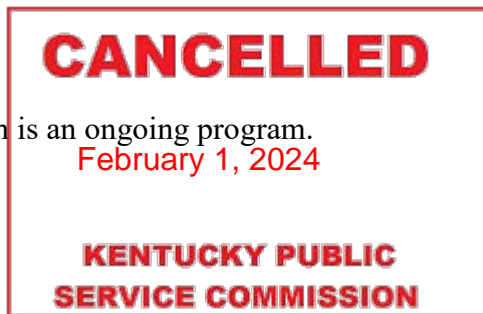 CANCELLED
is an ongoing program.
February 1, 2024
KENTUCKY PUBLIC
SERVICE COMMISSION